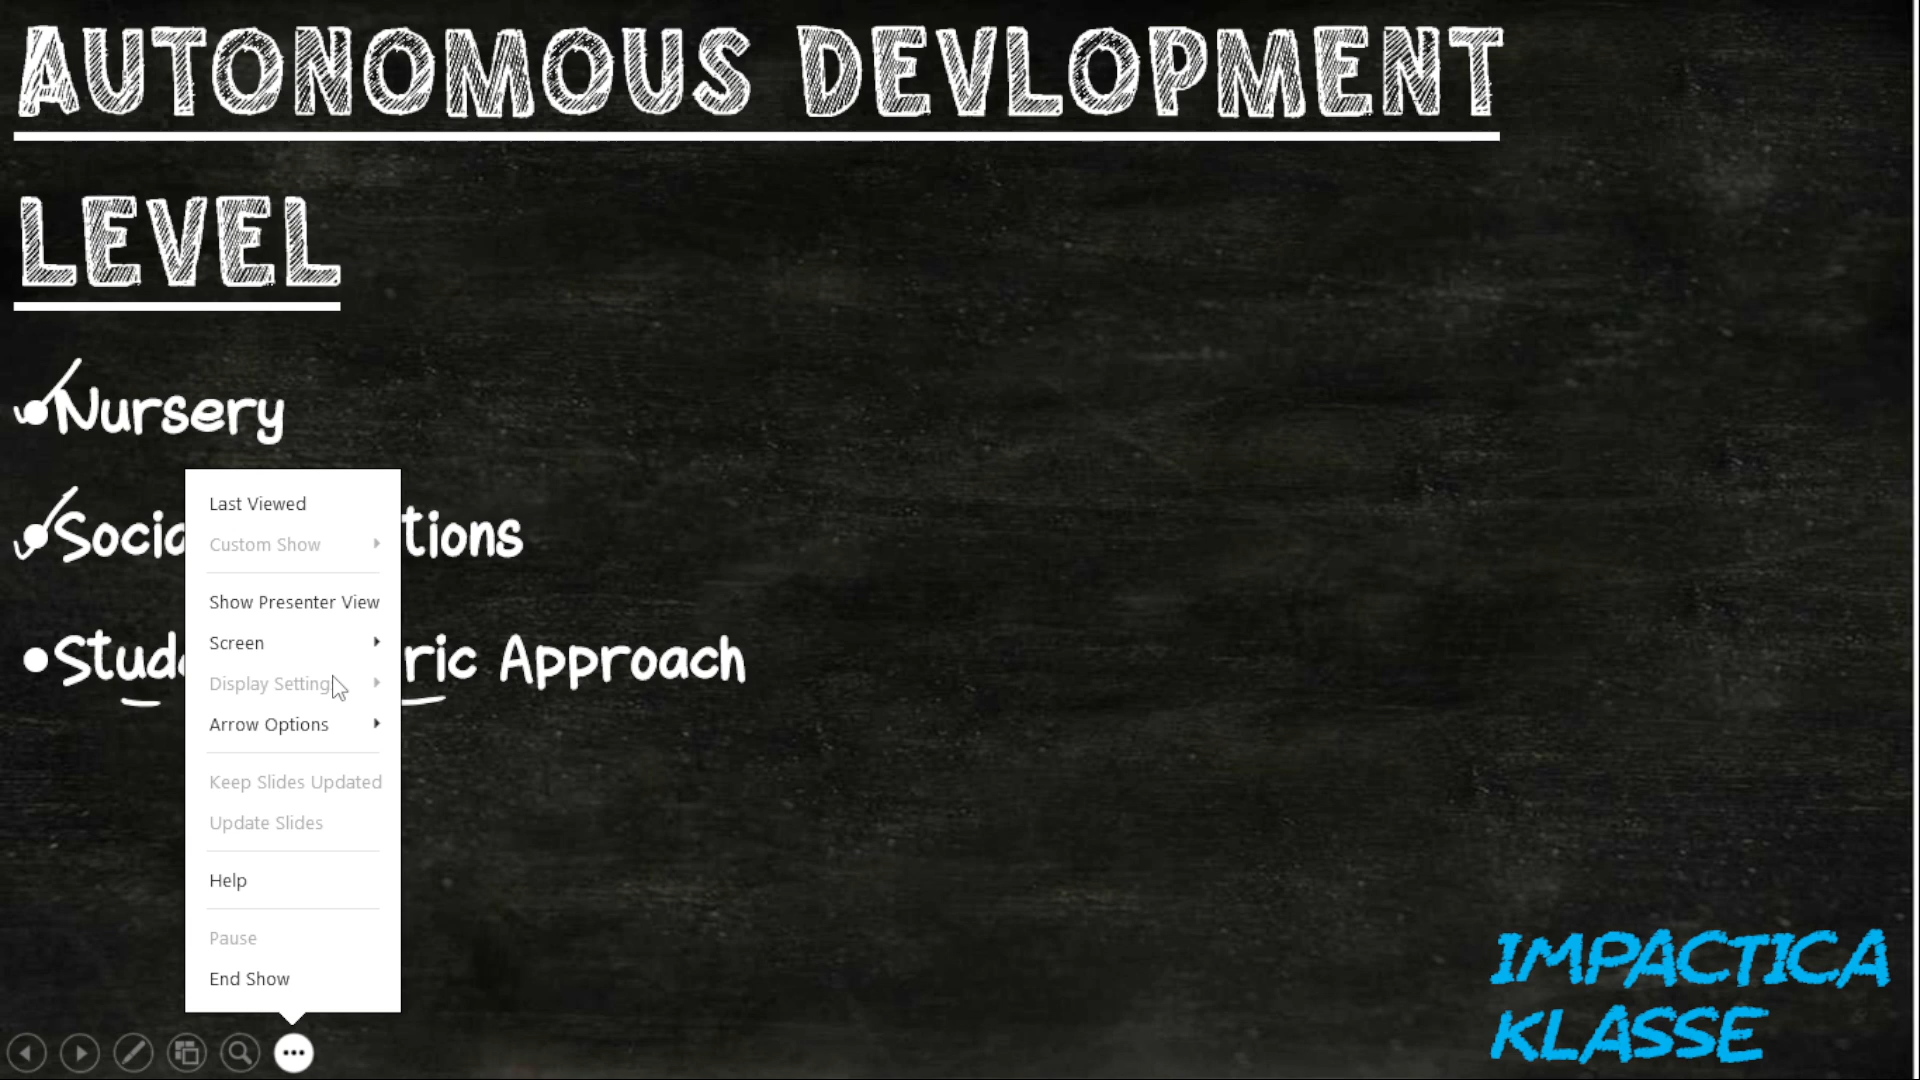 AUTONOMOUS DEVLOPMENT
LEVEL
Nursery
Socia tions
Stud ric Approach
Last Viewed
Custom Show
Show Presenter View
Screen
Display Setting
Arrow Options
Keep Slides Updated
Update Slides
Help
Pause
End Show
IMPACTICA
KLASSE